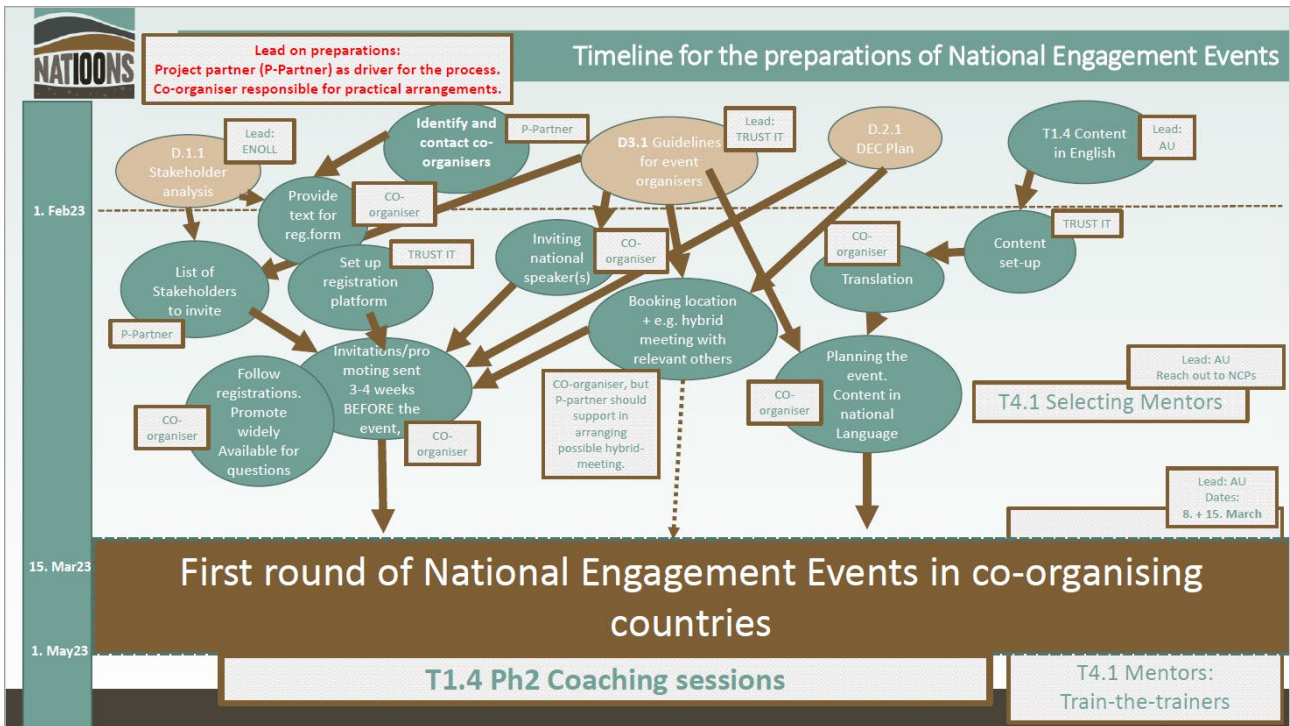 NATI00NS
Timeline for the preparations of National Engagement Events
Lead on preparations:
Project partner (P-Partner) as driver for the process.
Co-organiser responsible for practical arrangements.
D.1.1
Stakeholder
analysis
Lead:
ENOLL
Identify and
contact co-
organisers
P-Partner
D3.1 Guidelines
for event
organisers
Lead:
TRUST IT
D.2.1
DEC Plan
T1.4 Content
in English
Lead:
AU
1. Feb23
Provide
text for
reg.form
CO-
organiser
List of
Stakeholders
to invite
P-Partner
Set up
registration
platform
TRUST IT
Inviting
national
speaker(s)
CO-
organiser
Booking location
+ e.g. hybrid
meeting with
relevant others
CO-organiser, but
P-partner should
support in
arranging
possible hybrid-
meeting.
CO-
organiser
Translation
Content
set-up
TRUST IT
Follow
registrations.
Promote
widely
Available for
questions
CO-
organiser
Invitations/pro
moting sent
3-4 weeks
BEFORE the
event,
CO-
organiser
Planning the
event.
Content in
national
Language
CO-
organiser
Lead: AU
Reach out to NCPs
T4.1 Selecting Mentors
Lead: AU
Dates:
8. + 15. March
15. Mar23
First round of National Engagement Events in co-organising
countries
1. May23
T1.4 Ph2 Coaching sessions
T4.1 Mentors:
Train-the-trainers